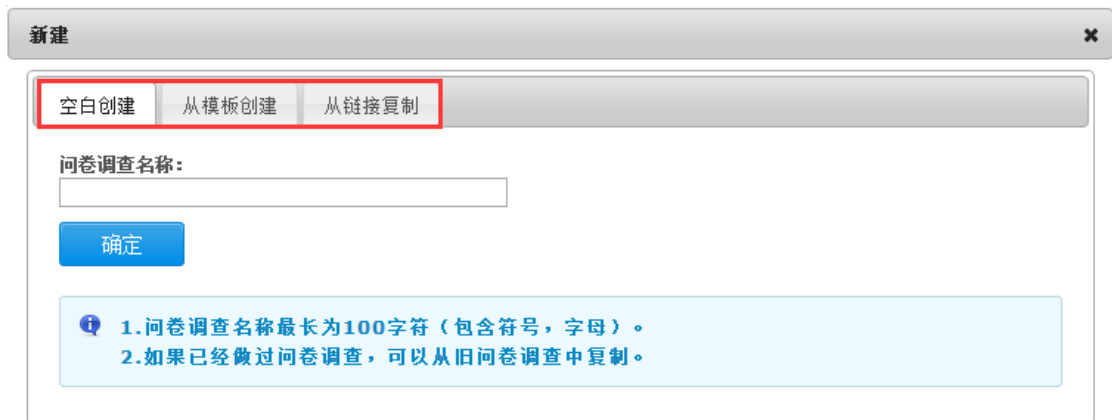 新建
空白创建 从模板创建 从链接复制
问卷调查名称:
确定
1.问卷调查名称最长为100字符（包含符号，字母）。
2.如果已经做过问卷调查，可以从旧问卷调查中复制。